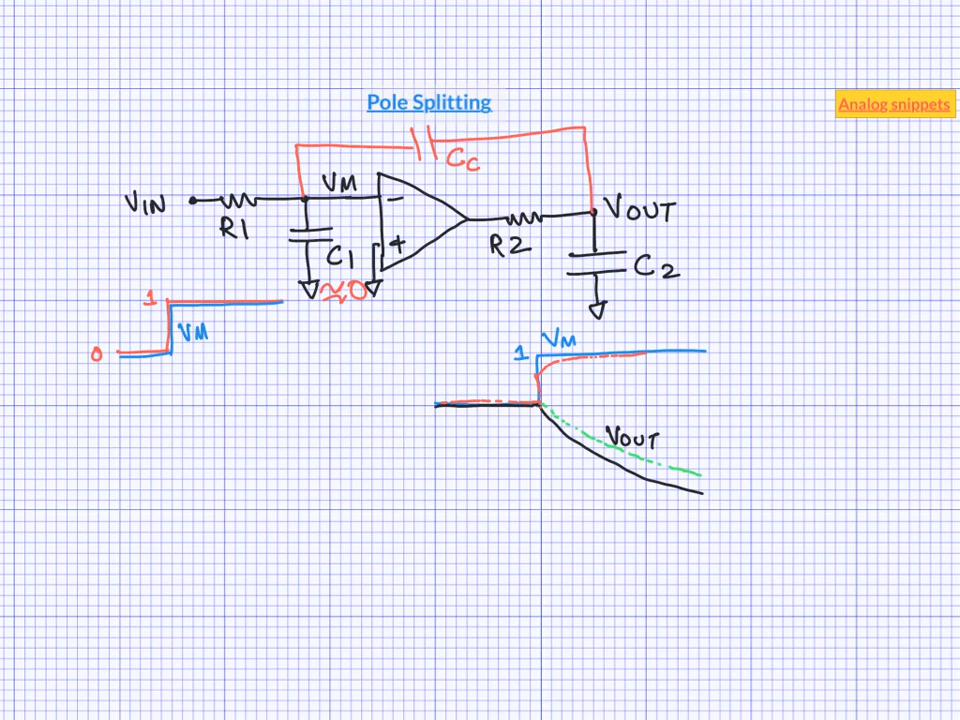 Pole Splitting
Analog snippets
Cc
VIN
R1
VM
−
+
C1
≈0
R2
VOUT
C2
1
0
VM
1
VM
VOUT